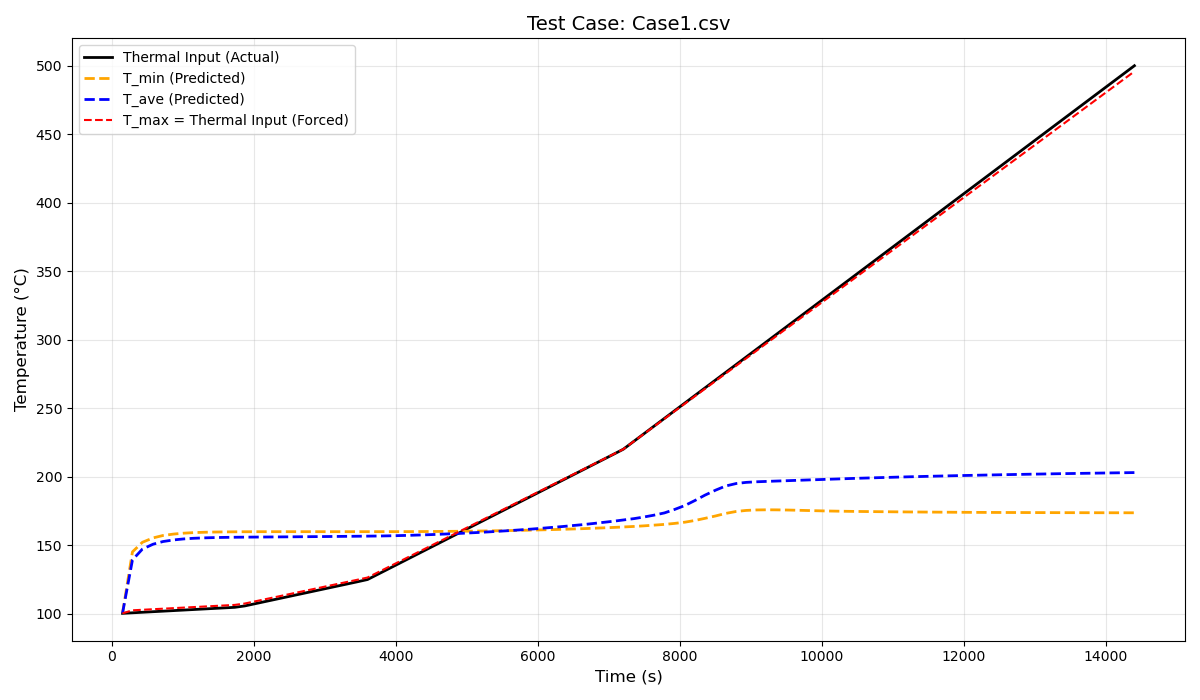 Test Case: Case1.csv
Thermal Input (Actual)
T_min (Predicted)
T_ave (Predicted)
T_max = Thermal Input (Forced)
Temperature (°C)
500
450
400
350
300
250
200
150
100
0 2000 4000 6000 8000 10000 12000 14000
Time (s)